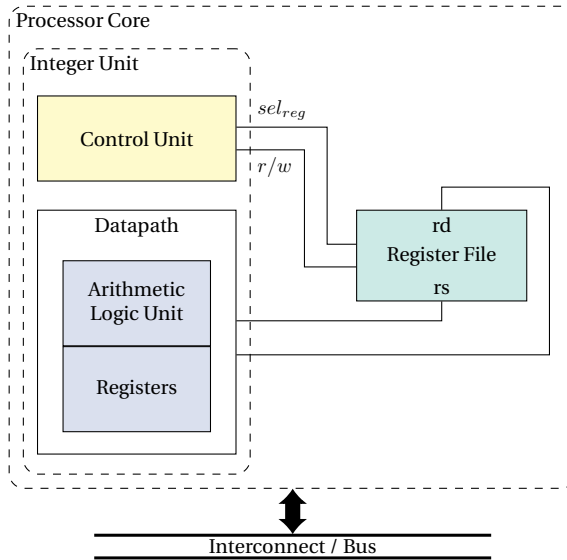 Processor Core
Integer Unit
sel_reg
Control Unit
r/w
Datapath
rd
Register File
rs
Arithmetic
Logic Unit
Registers
Interconnect / Bus